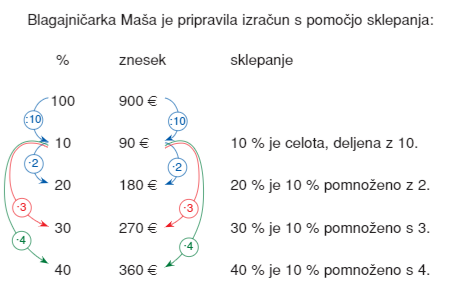 Blagajničarka Maša je pripravila izračun s pomočjo sklepanja:
% znesek sklepanje
100 900 €
:10 :10
10 90 € 10 % je celota, deljena z 10.
·2 ·2
20 180 € 20 % je 10 % pomnoženo z 2.
·3 ·3
30 270 € 30 % je 10 % pomnoženo s 3.
·4 ·4
40 360 € 40 % je 10 % pomnoženo s 4.